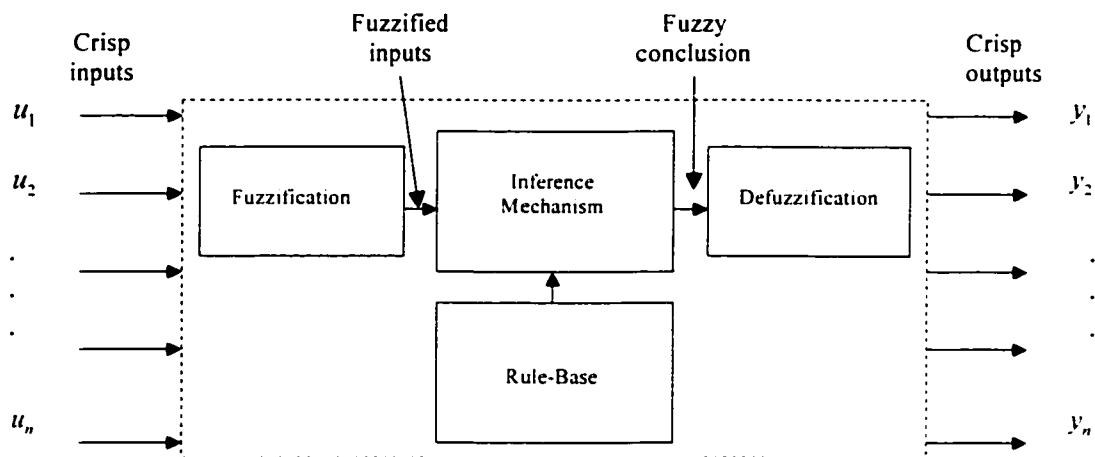 Crisp
inputs
Fuzzified
inputs
Fuzzy
conclusion
Crisp
outputs
u1
u2
.
.
.
un
Fuzzification
Inference
Mechanism
Defuzzification
Rule-Base
y1
y2
.
.
.
yn